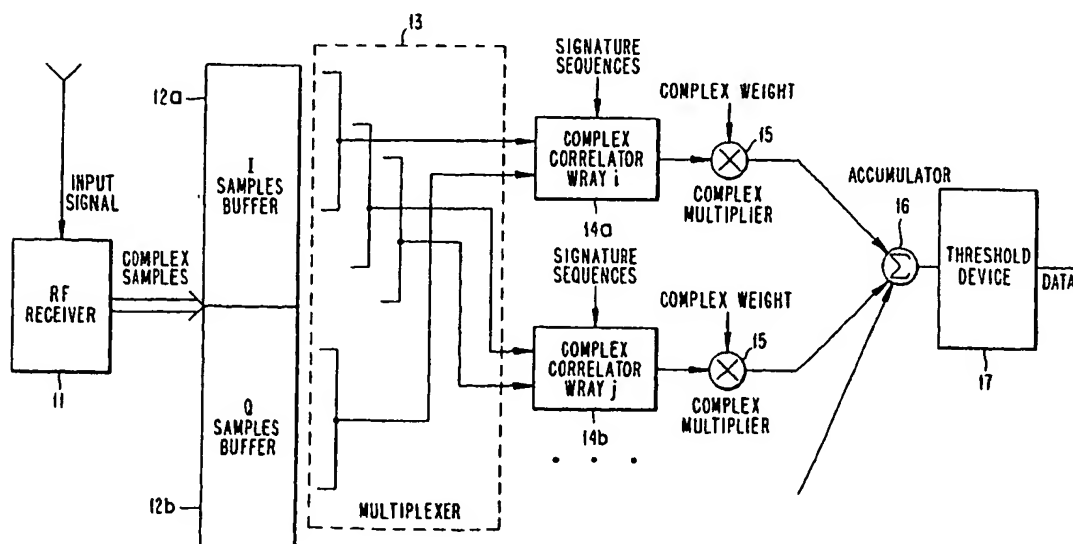 13
SIGNATURE
SEQUENCES
COMPLEX WEIGHT
12a
15
I
SAMPLES
BUFFER
COMPLEX
CORRELATOR
WRAY i
INPUT
SIGNAL
COMPLEX
MULTIPLIER
ACCUMULATOR
16
14a
SIGNATURE
SEQUENCES
COMPLEX
SAMPLES
RF
RECEIVER
Σ
THRESHOLD
DEVICE
DATA
COMPLEX WEIGHT
15
COMPLEX
CORRELATOR
WRAY j
11
17
Q
SAMPLES
BUFFER
COMPLEX
MULTIPLIER
14b
12b
MULTIPLEXER